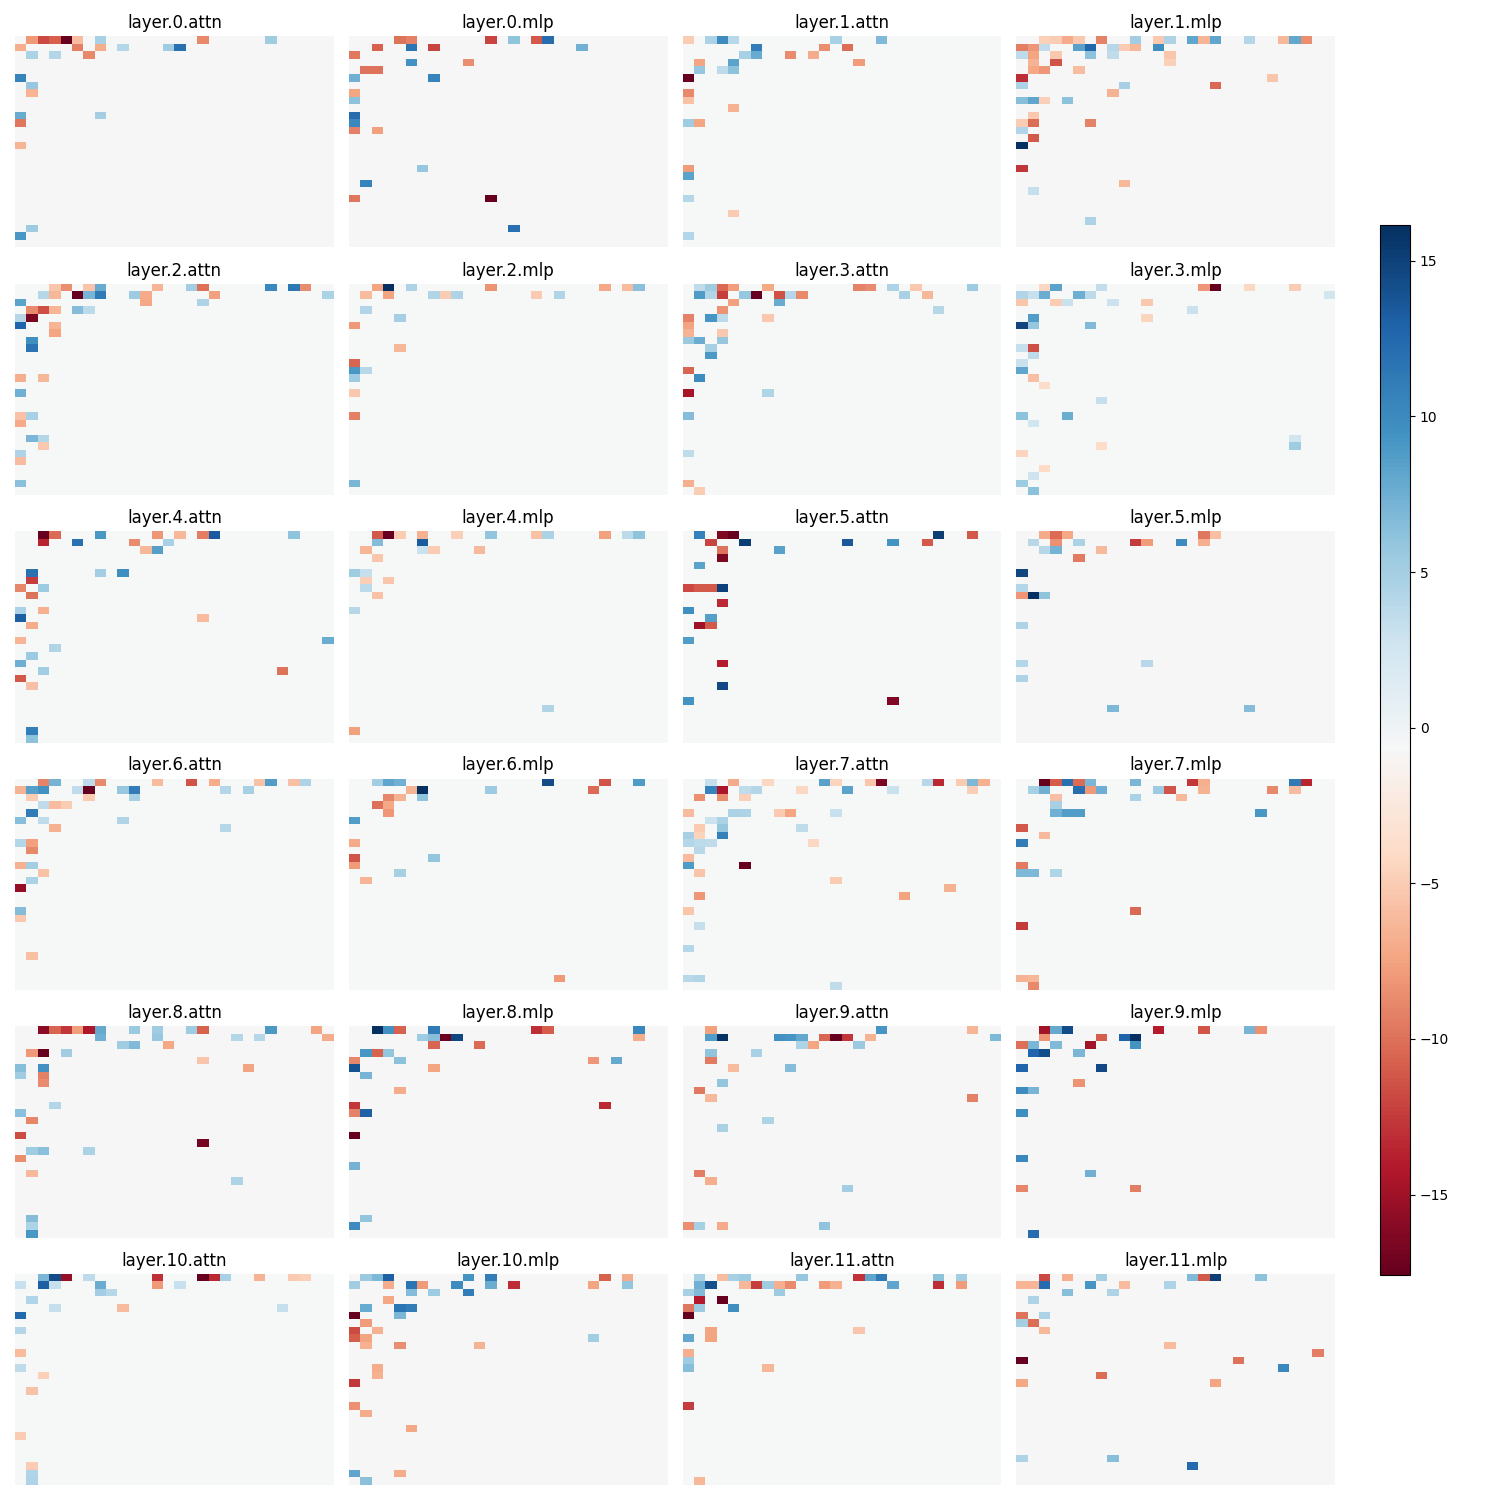 layer.0.attn layer.0.mlp layer.1.attn layer.1.mlp
layer.2.attn layer.2.mlp layer.3.attn layer.3.mlp
layer.4.attn layer.4.mlp layer.5.attn layer.5.mlp
layer.6.attn layer.6.mlp layer.7.attn layer.7.mlp
layer.8.attn layer.8.mlp layer.9.attn layer.9.mlp
layer.10.attn layer.10.mlp layer.11.attn layer.11.mlp
15
10
5
0
−5
−10
−15